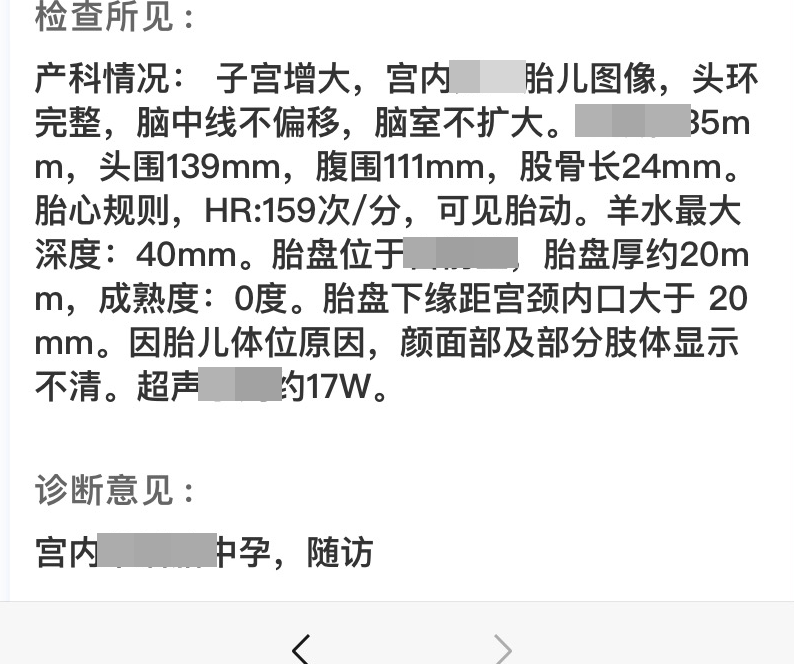 检查所见：
产科情况： 子宫增大，宫内 胎儿图像，头环
完整，脑中线不偏移，脑室不扩大。 35m
m，头围139mm，腹围111mm，股骨长24mm。
胎心规则，HR:159次/分，可见胎动。羊水最大
深度：40mm。胎盘位于 ，胎盘厚约20m
m，成熟度：0度。胎盘下缘距宫颈内口大于 20
mm。因胎儿体位原因，颜面部及部分肢体显示
不清。超声 约17W。
诊断意见：
宫内 中孕，随访